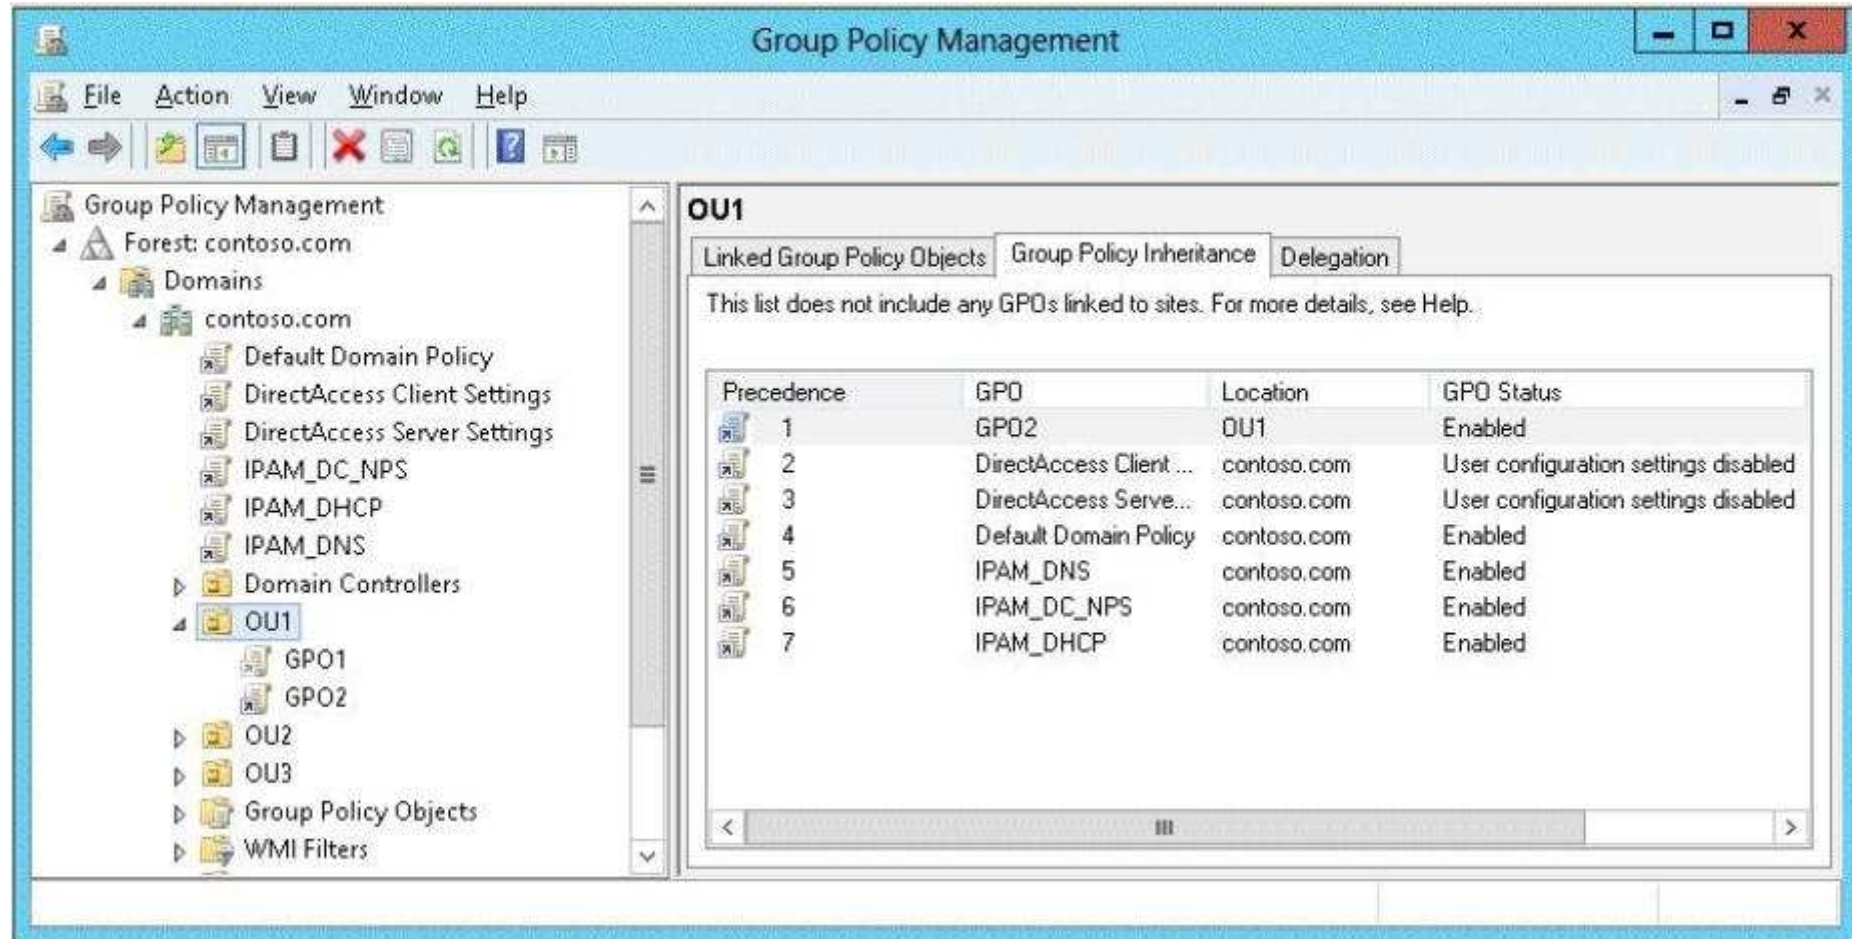 Group Policy Management
File Action View Window Help
Group Policy Management
Forest: contoso.com
Domains
contoso.com
Default Domain Policy
DirectAccess Client Settings
DirectAccess Server Settings
IPAM_DC_NPS
IPAM_DHCP
IPAM_DNS
Domain Controllers
OU1
GPO1
GPO2
OU2
OU3
Group Policy Objects
WMI Filters
OU1
Linked Group Policy Objects Group Policy Inheritance Delegation
This list does not include any GPOs linked to sites. For more details, see Help.
Precedence GPO Location GPO Status
1 GPO2 OU1 Enabled
2 DirectAccess Client ... contoso.com User configuration settings disabled
3 DirectAccess Serve... contoso.com User configuration settings disabled
4 Default Domain Policy contoso.com Enabled
5 IPAM_DNS contoso.com Enabled
6 IPAM_DC_NPS contoso.com Enabled
7 IPAM_DHCP contoso.com Enabled